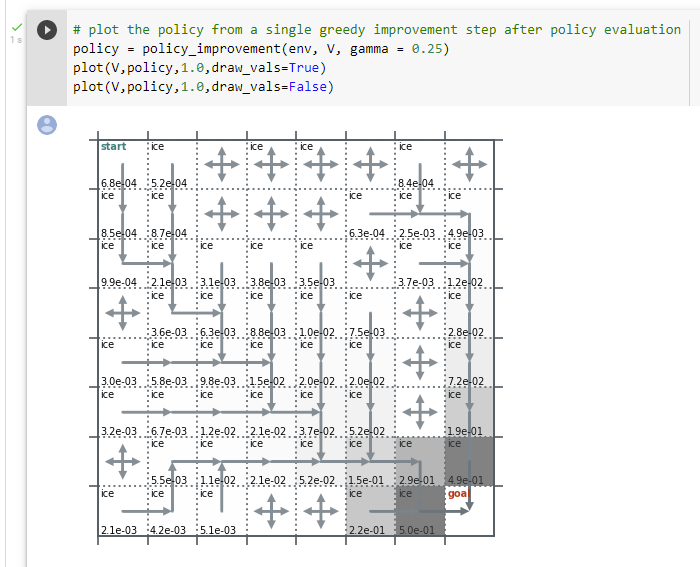 1 s
# plot the policy from a single greedy improvement step after policy evaluation
policy = policy_improvement(env, V, gamma = 0.25)
plot(V,policy,1.0,draw_vals=True)
plot(V,policy,1.0,draw_vals=False)
start ice ice ice ice
6.8e-04 5.2e-04 8.4e-04
ice ice ice ice ice
8.5e-04 8.7e-04 6.3e-04 2.5e-03 4.9e-03
ice ice ice ice ice ice ice
9.9e-04 2.1e-03 3.1e-03 3.8e-03 3.5e-03 3.7e-03 1.2e-02
ice ice ice ice ice ice
3.6e-03 6.3e-03 8.8e-03 1.0e-02 7.5e-03 2.8e-02
ice ice ice ice ice ice ice
3.0e-03 5.8e-03 9.8e-03 1.5e-02 2.0e-02 2.0e-02 7.2e-02
ice ice ice ice ice ice ice
3.2e-03 6.7e-03 1.2e-02 2.1e-02 3.7e-02 5.2e-02 1.9e-01
ice ice ice ice ice ice ice
5.5e-03 1.1e-02 2.1e-02 5.2e-02 1.5e-01 2.9e-01 4.9e-01
ice ice ice ice ice goal
2.1e-03 4.2e-03 5.1e-03 2.2e-01 5.0e-01